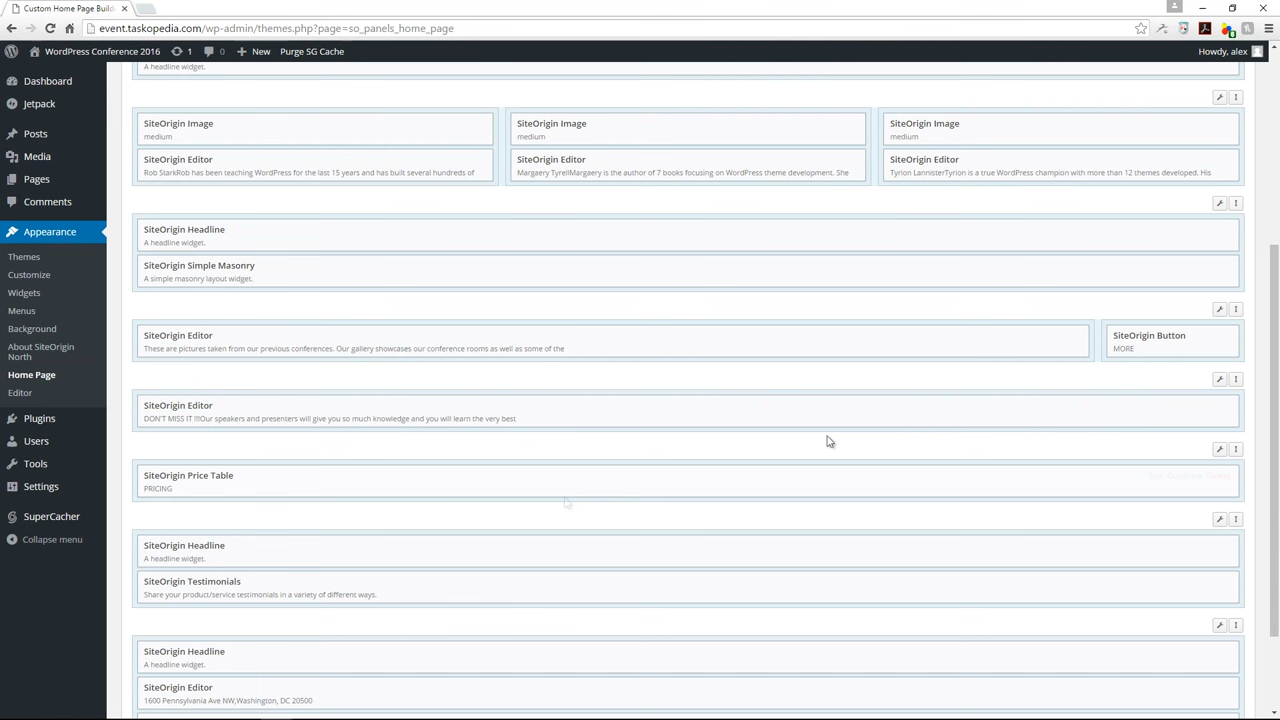 Custom Home Page Build
event.taskopedia.com/wp-admin/themes.php?page=so_panels_home_page
WordPress Conference 2016 1 0 New Purge SG Cache Howdy, alex
Dashboard
Jetpack
Posts
Media
Pages
Comments
Appearance
Themes
Customize
Widgets
Menus
Background
About SiteOrigin
North
Home Page
Editor
Plugins
Users
Tools
Settings
SuperCacher
Collapse menu
A headline widget.
SiteOrigin Image SiteOrigin Image SiteOrigin Image
medium medium medium
SiteOrigin Editor SiteOrigin Editor SiteOrigin Editor
Rob StarkRob has been teaching WordPress for the last 15 years and has built several hundreds of Margaery TyrellMargaery is the author of 7 books focusing on WordPress theme development. She Tyrion LannisterTyrion is a true WordPress champion with more than 12 themes developed. His
SiteOrigin Headline
A headline widget.
SiteOrigin Simple Masonry
A simple masonry layout widget.
SiteOrigin Editor SiteOrigin Button
These are pictures taken from our previous conferences. Our gallery showcases our conference rooms as well as some of the MORE
SiteOrigin Editor
DON'T MISS IT !!!Our speakers and presenters will give you so much knowledge and you will learn the very best
SiteOrigin Price Table Edit Duplicate Delete
PRICING
SiteOrigin Headline
A headline widget.
SiteOrigin Testimonials
Share your product/service testimonials in a variety of different ways.
SiteOrigin Headline
A headline widget.
SiteOrigin Editor
1600 Pennsylvania Ave NW,Washington, DC 20500